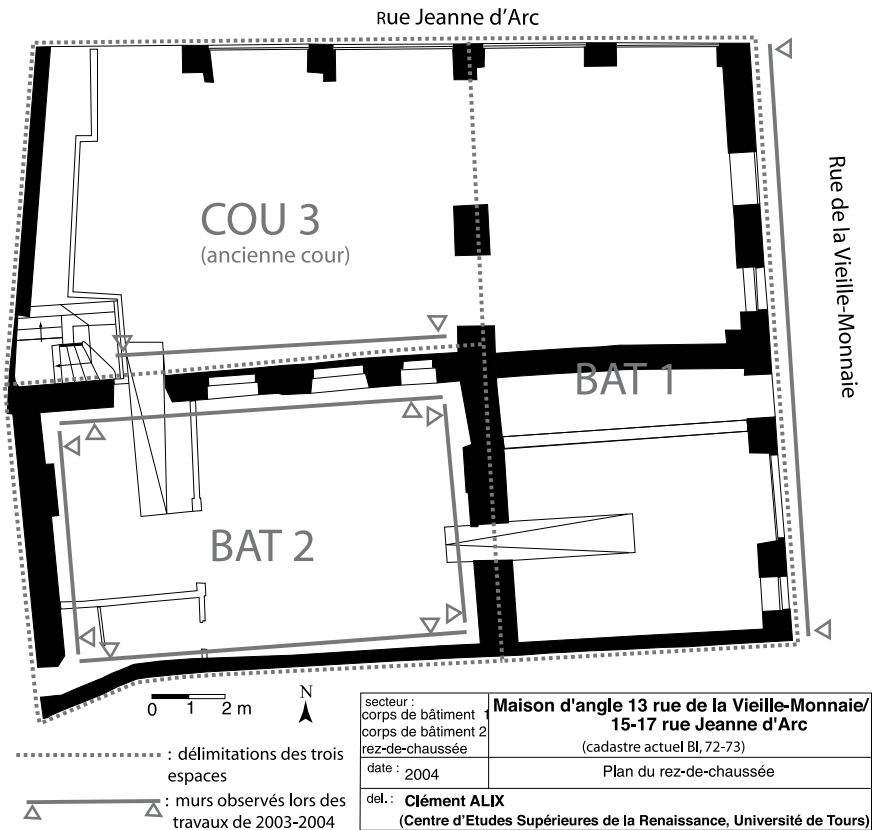 Rue Jeanne d'Arc
Rue de la Vieille-Monnaie
COU 3
(ancienne cour)
BAT 1
BAT 2
0 1 2 m
N
: délimitations des trois
espaces
: murs observés lors des
travaux de 2003-2004
secteur :
corps de bâtiment 1
corps de bâtiment 2
rez-de-chaussée
Maison d'angle 13 rue de la Vieille-Monnaie/
15-17 rue Jeanne d'Arc
(cadastre actuel BI, 72-73)
date : 2004
Plan du rez-de-chaussée
del. : Clément ALIX
(Centre d'Etudes Supérieures de la Renaissance, Université de Tours)